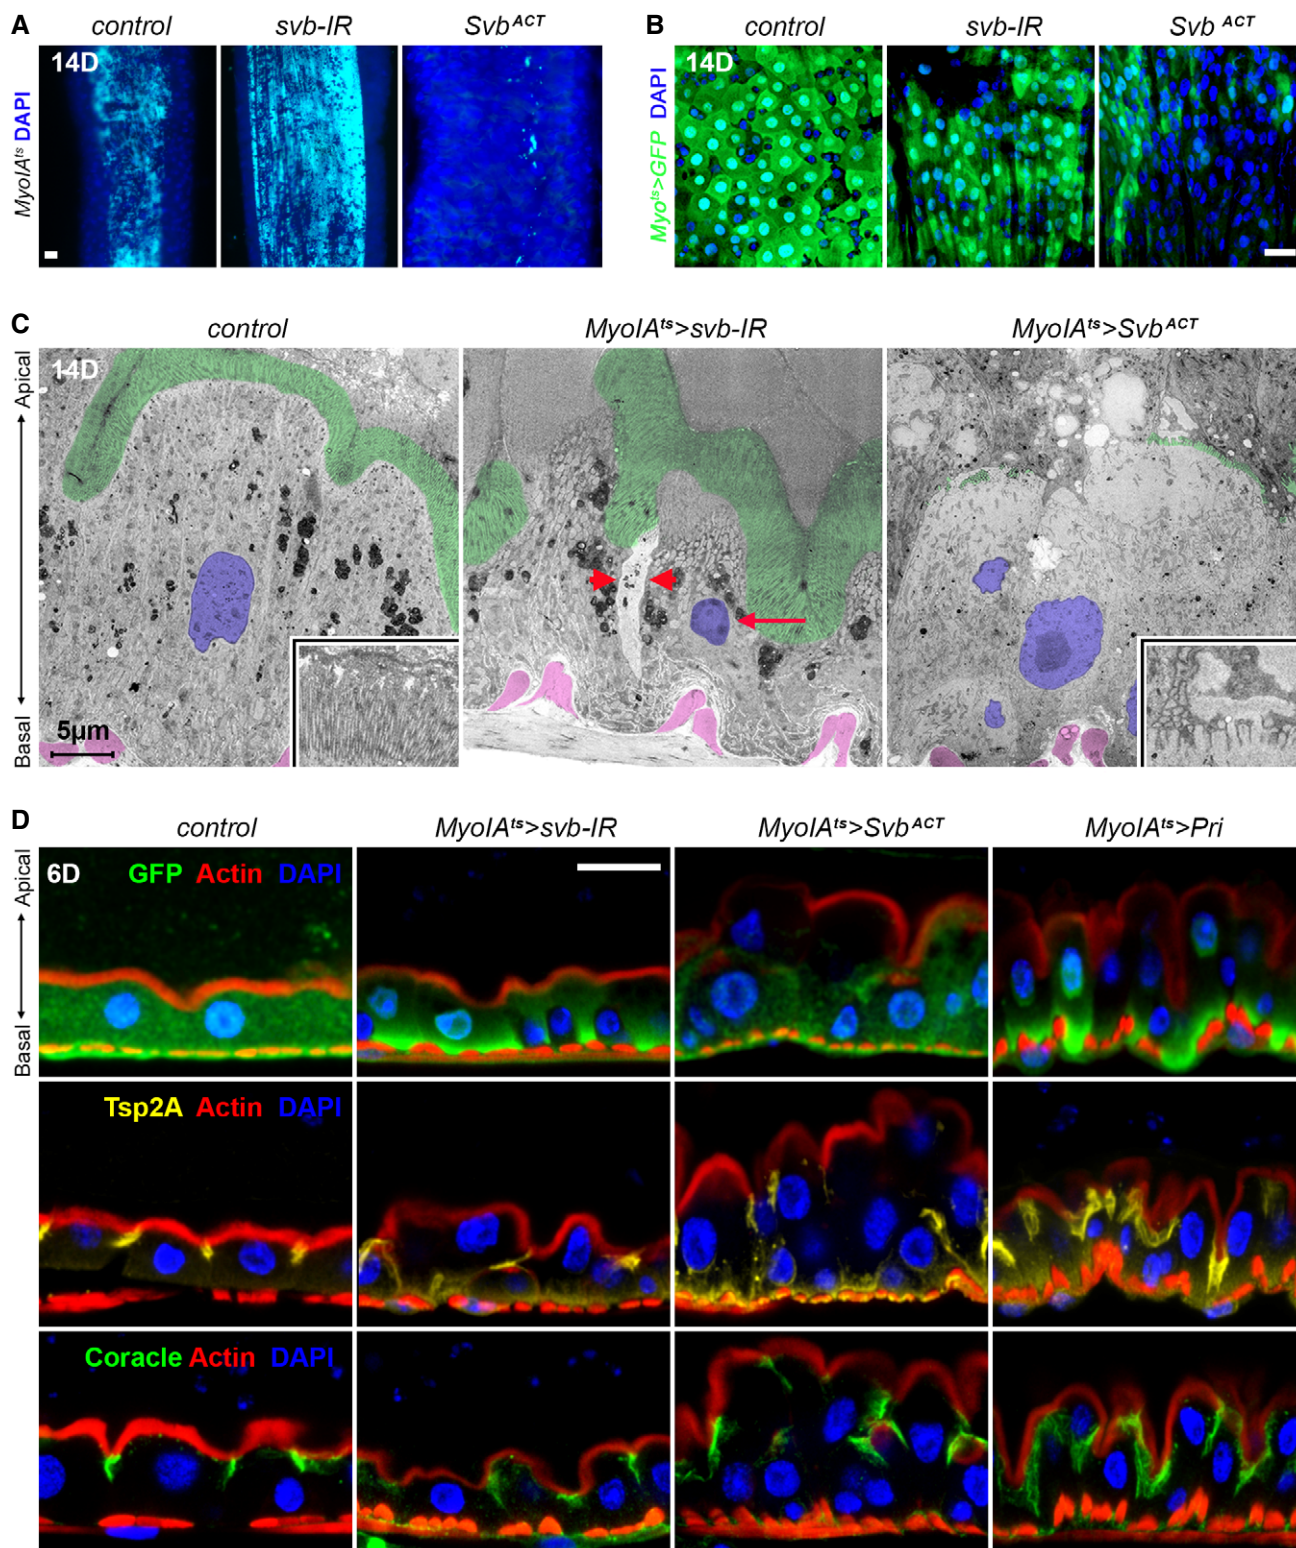 A
control svb-IR Svb^ACT
14D
MyoIA^ts DAPI
B
control svb-IR Svb ^ACT
14D
Myo^ts>GFP DAPI
C
control MyoIA^ts>svb-IR MyoIA^ts>Svb^ACT
14D
Apical
Basal
5µm
D
control MyoIA^ts>svb-IR MyoIA^ts>Svb^ACT MyoIA^ts>Pri
6D GFP Actin DAPI
Apical
Basal
Tsp2A Actin DAPI
Coracle Actin DAPI